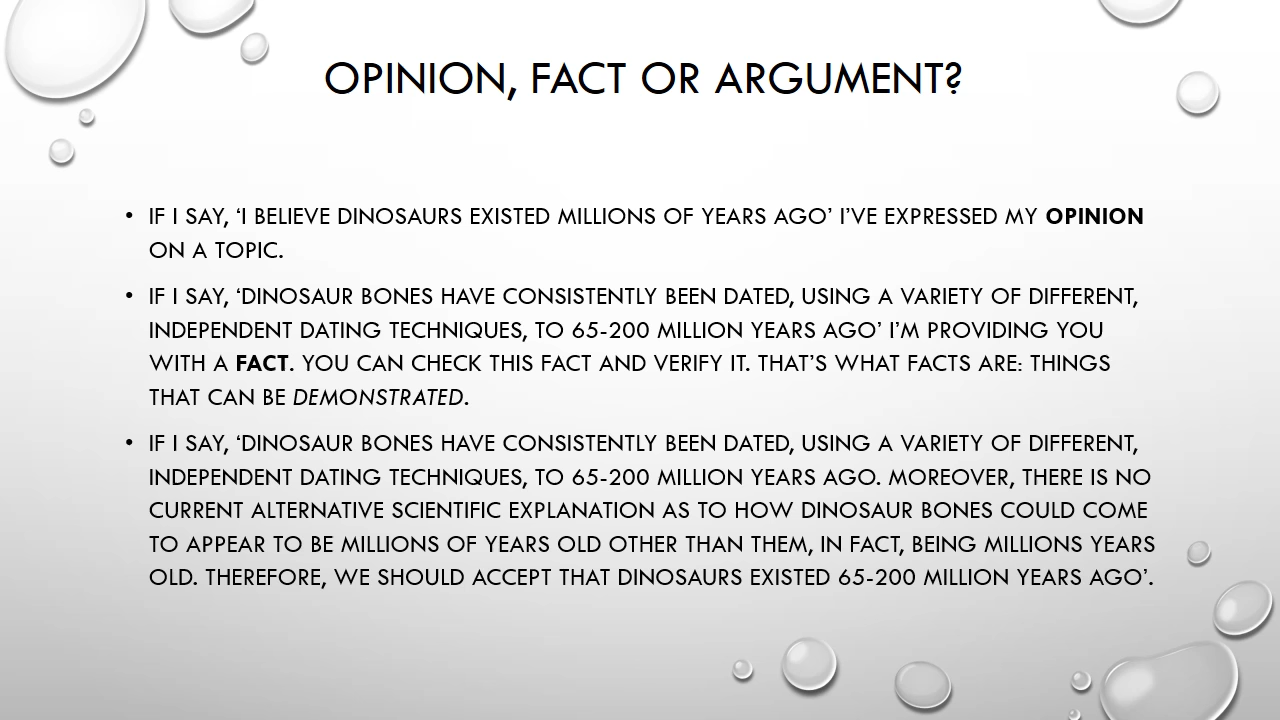 OPINION, FACT OR ARGUMENT?
• IF I SAY, ‘I BELIEVE DINOSAURS EXISTED MILLIONS OF YEARS AGO’ I’VE EXPRESSED MY OPINION
ON A TOPIC.
• IF I SAY, ‘DINOSAUR BONES HAVE CONSISTENTLY BEEN DATED, USING A VARIETY OF DIFFERENT,
INDEPENDENT DATING TECHNIQUES, TO 65-200 MILLION YEARS AGO’ I’M PROVIDING YOU
WITH A FACT. YOU CAN CHECK THIS FACT AND VERIFY IT. THAT’S WHAT FACTS ARE: THINGS
THAT CAN BE DEMONSTRATED.
• IF I SAY, ‘DINOSAUR BONES HAVE CONSISTENTLY BEEN DATED, USING A VARIETY OF DIFFERENT,
INDEPENDENT DATING TECHNIQUES, TO 65-200 MILLION YEARS AGO. MOREOVER, THERE IS NO
CURRENT ALTERNATIVE SCIENTIFIC EXPLANATION AS TO HOW DINOSAUR BONES COULD COME
TO APPEAR TO BE MILLIONS OF YEARS OLD OTHER THAN THEM, IN FACT, BEING MILLIONS YEARS
OLD. THEREFORE, WE SHOULD ACCEPT THAT DINOSAURS EXISTED 65-200 MILLION YEARS AGO’.